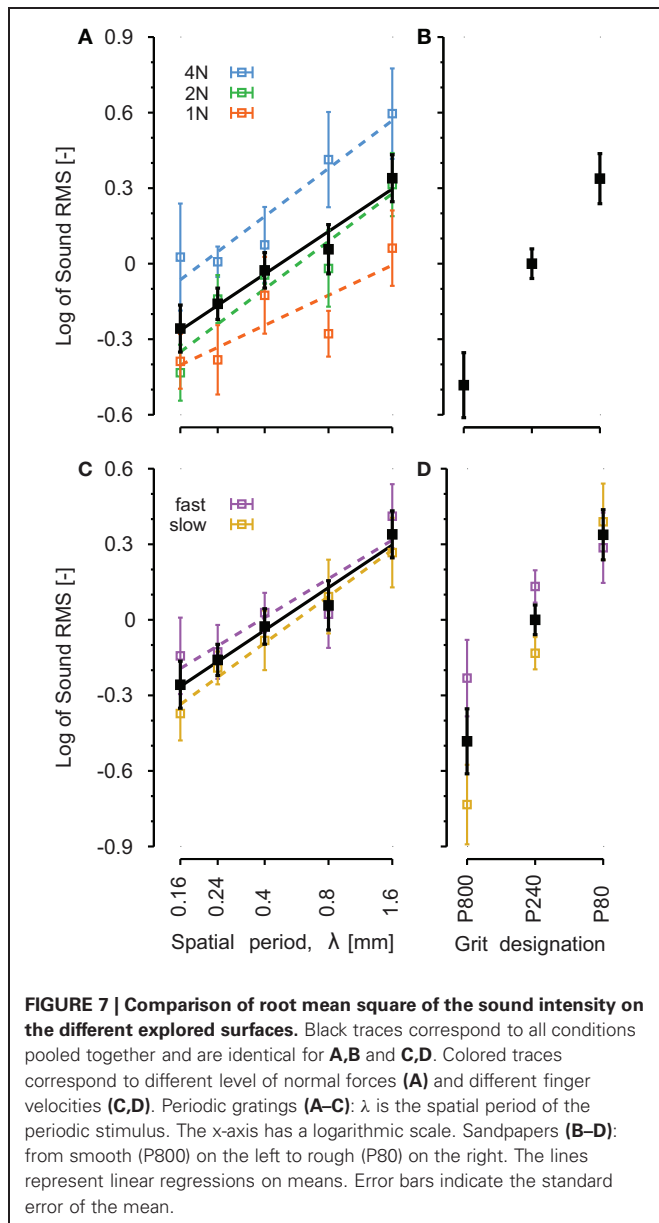 A
B
0.9
0.6
0.3
0
-0.3
-0.6
Log of Sound RMS [-]
4N
2N
1N
C
D
0.6
0.3
0
-0.3
-0.6
-0.9
Log of Sound RMS [-]
fast
slow
0.16
0.24
0.4
0.8
1.6
P800
P240
P80
Spatial period, λ [mm]
Grit designation
FIGURE 7 | Comparison of root mean square of the sound intensity on
the different explored surfaces. Black traces correspond to all conditions
pooled together and are identical for A,B and C,D. Colored traces
correspond to different level of normal forces (A) and different finger
velocities (C,D). Periodic gratings (A–C): λ is the spatial period of the
periodic stimulus. The x-axis has a logarithmic scale. Sandpapers (B–D):
from smooth (P800) on the left to rough (P80) on the right. The lines
represent linear regressions on means. Error bars indicate the standard
error of the mean.